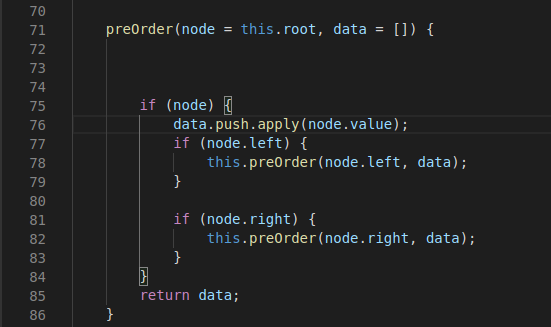 70
71 preOrder(node = this.root, data = []) {
72
73
74
75 if (node) {
76 data.push.apply(node.value);
77 if (node.left) {
78 this.preOrder(node.left, data);
79 }
80
81 if (node.right) {
82 this.preOrder(node.right, data);
83 }
84 }
85 return data;
86 }